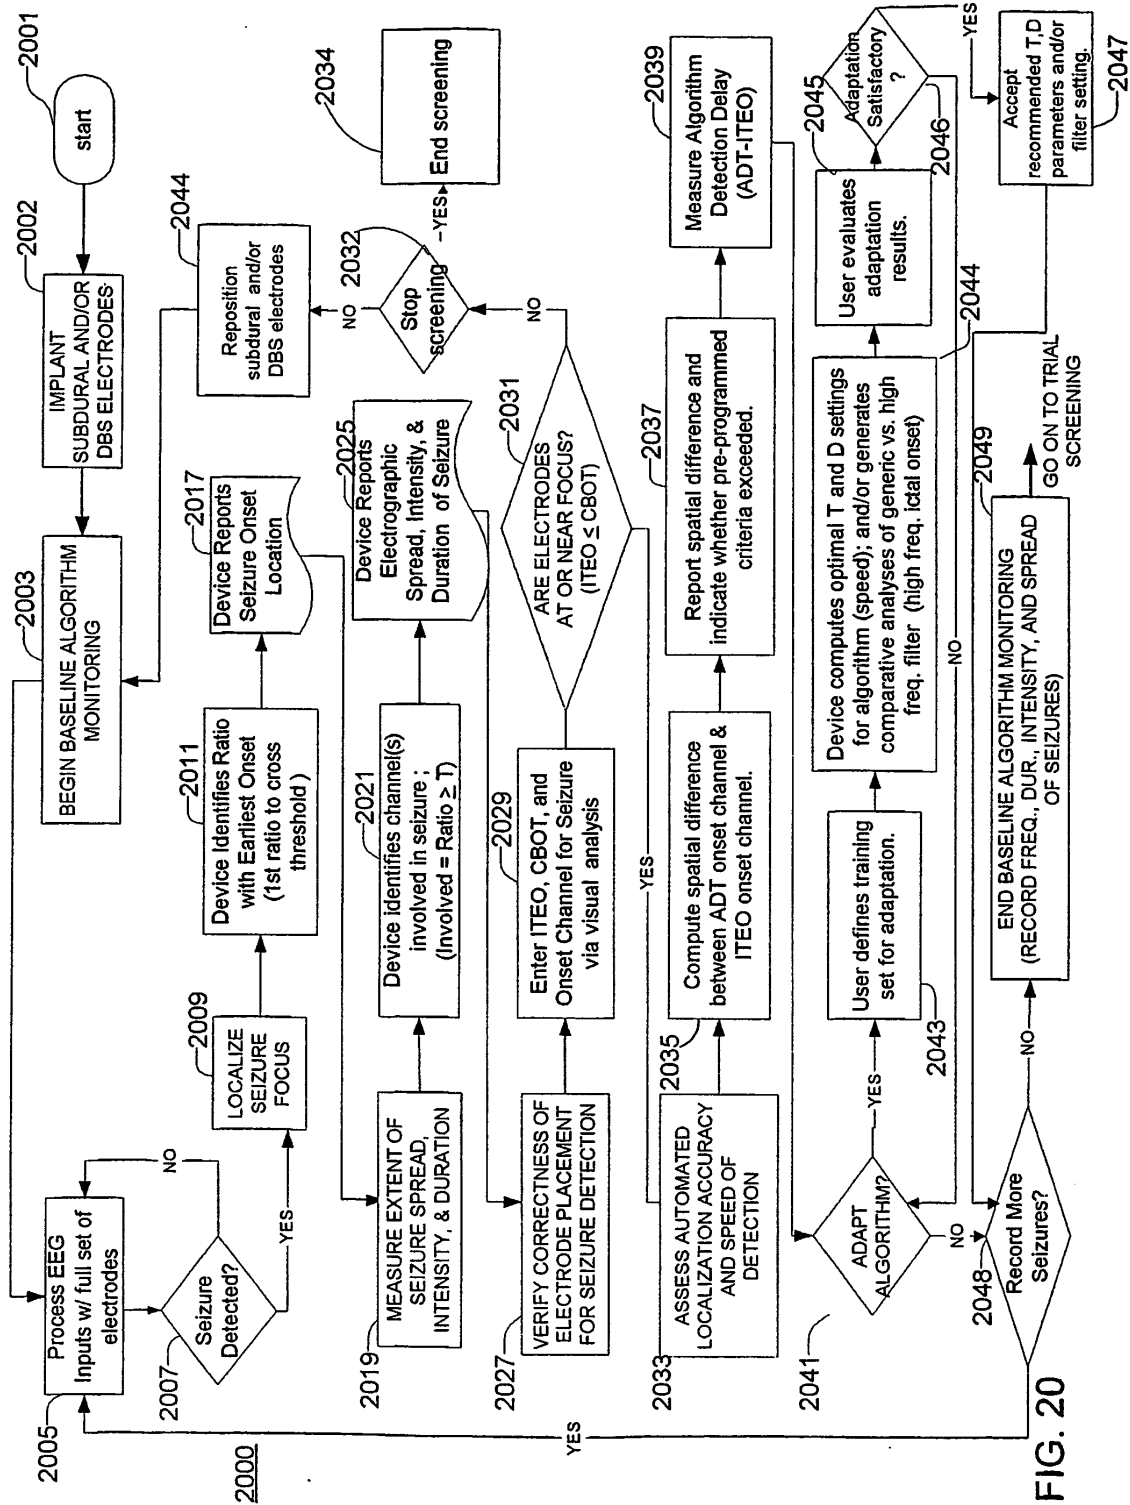 2001
start
2002
IMPLANT
SUBDURAL AND/OR
DBS ELECTRODES
2003
BEGIN BASELINE ALGORITHM
MONITORING
2005
Process EEG
Inputs w/ full set of
electrodes
NO
2007
Seizure
Detected?
YES
2009
LOCALIZE
SEIZURE
FOCUS
2011
Device Identifies Ratio
with Earliest Onset
(1st ratio to cross
threshold )
2017
Device Reports
Seizure Onset
Location
2044
Reposition
subdural and/or
DBS electrodes
NO
2032
Stop
screening
YES
2034
End screening
2019
MEASURE EXTENT OF
SEIZURE SPREAD,
INTENSITY, & DURATION
2021
Device identifies channel(s)
involved in seizure ;
(Involved = Ratio ≥ T)
2025
Device Reports
Electrographic
Spread, Intensity, &
Duration of Seizure
2027
VERIFY CORRECTNESS OF
ELECTRODE PLACEMENT
FOR SEIZURE DETECTION
2029
Enter ITEO, CBOT, and
Onset Channel for Seizure
via visual analysis
2031
ARE ELECTRODES
AT OR NEAR FOCUS?
(ITEO ≤ CBOT)
NO
YES
2033
ASSESS AUTOMATED
LOCALIZATION ACCURACY
AND SPEED OF
DETECTION
2035
Compute spatial difference
between ADT onset channel &
ITEO onset channel.
2037
Report spatial difference and
indicate whether pre-programmed
criteria exceeded.
2039
Measure Algorithm
Detection Delay
(ADT-ITEO)
2041
ADAPT
ALGORITHM?
YES
NO
2043
User defines training
set for adaptation.
2044
Device computes optimal T and D settings
for algorithm (speed); and/or generates
comparative analyses of generic vs. high
freq. filter (high freq. ictal onset)
2045
User evaluates
adaptation
results.
2046
Adaptation
Satisfactory
?
YES
NO
2047
Accept
recommended T,D
parameters and/or
filter setting.
2048
Record More
Seizures?
NO
YES
2049
END BASELINE ALGORITHM MONITORING
(RECORD FREQ., DUR., INTENSITY, AND SPREAD
OF SEIZURES)
GO ON TO TRIAL
SCREENING
2000
FIG. 20